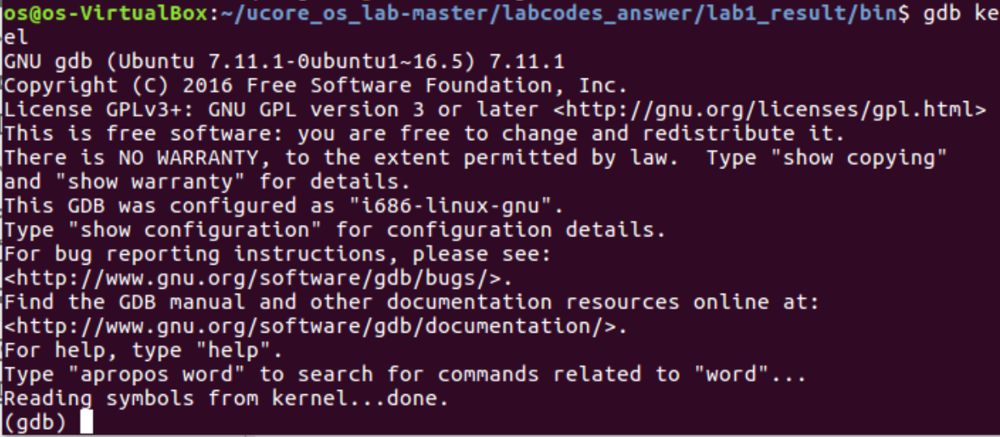 os@os-VirtualBox:~/ucore_os_lab-master/labcodes_answer/lab1_result/bin$ gdb ke
el
GNU gdb (Ubuntu 7.11.1-0ubuntu1~16.5) 7.11.1
Copyright (C) 2016 Free Software Foundation, Inc.
License GPLv3+: GNU GPL version 3 or later <http://gnu.org/licenses/gpl.html>
This is free software: you are free to change and redistribute it.
There is NO WARRANTY, to the extent permitted by law.  Type "show copying"
and "show warranty" for details.
This GDB was configured as "i686-linux-gnu".
Type "show configuration" for configuration details.
For bug reporting instructions, please see:
<http://www.gnu.org/software/gdb/bugs/>.
Find the GDB manual and other documentation resources online at:
<http://www.gnu.org/software/gdb/documentation/>.
For help, type "help".
Type "apropos word" to search for commands related to "word"...
Reading symbols from kernel...done.
(gdb)